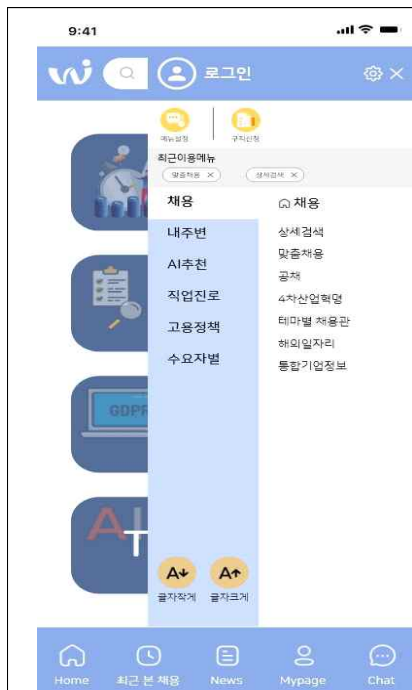 9:41
로그인
메뉴설정 구직신청
최근이용메뉴
맞춤채용 × 상세검색 ×
채용
내주변
AI추천
직업진로
고용정책
수요자별
채용
상세검색
맞춤채용
공채
4차산업혁명
테마별 채용관
해외일자리
통합기업정보
GDPR
A
A A
글자작게 글자크게
Home 최근 본 채용 News Mypage Chat